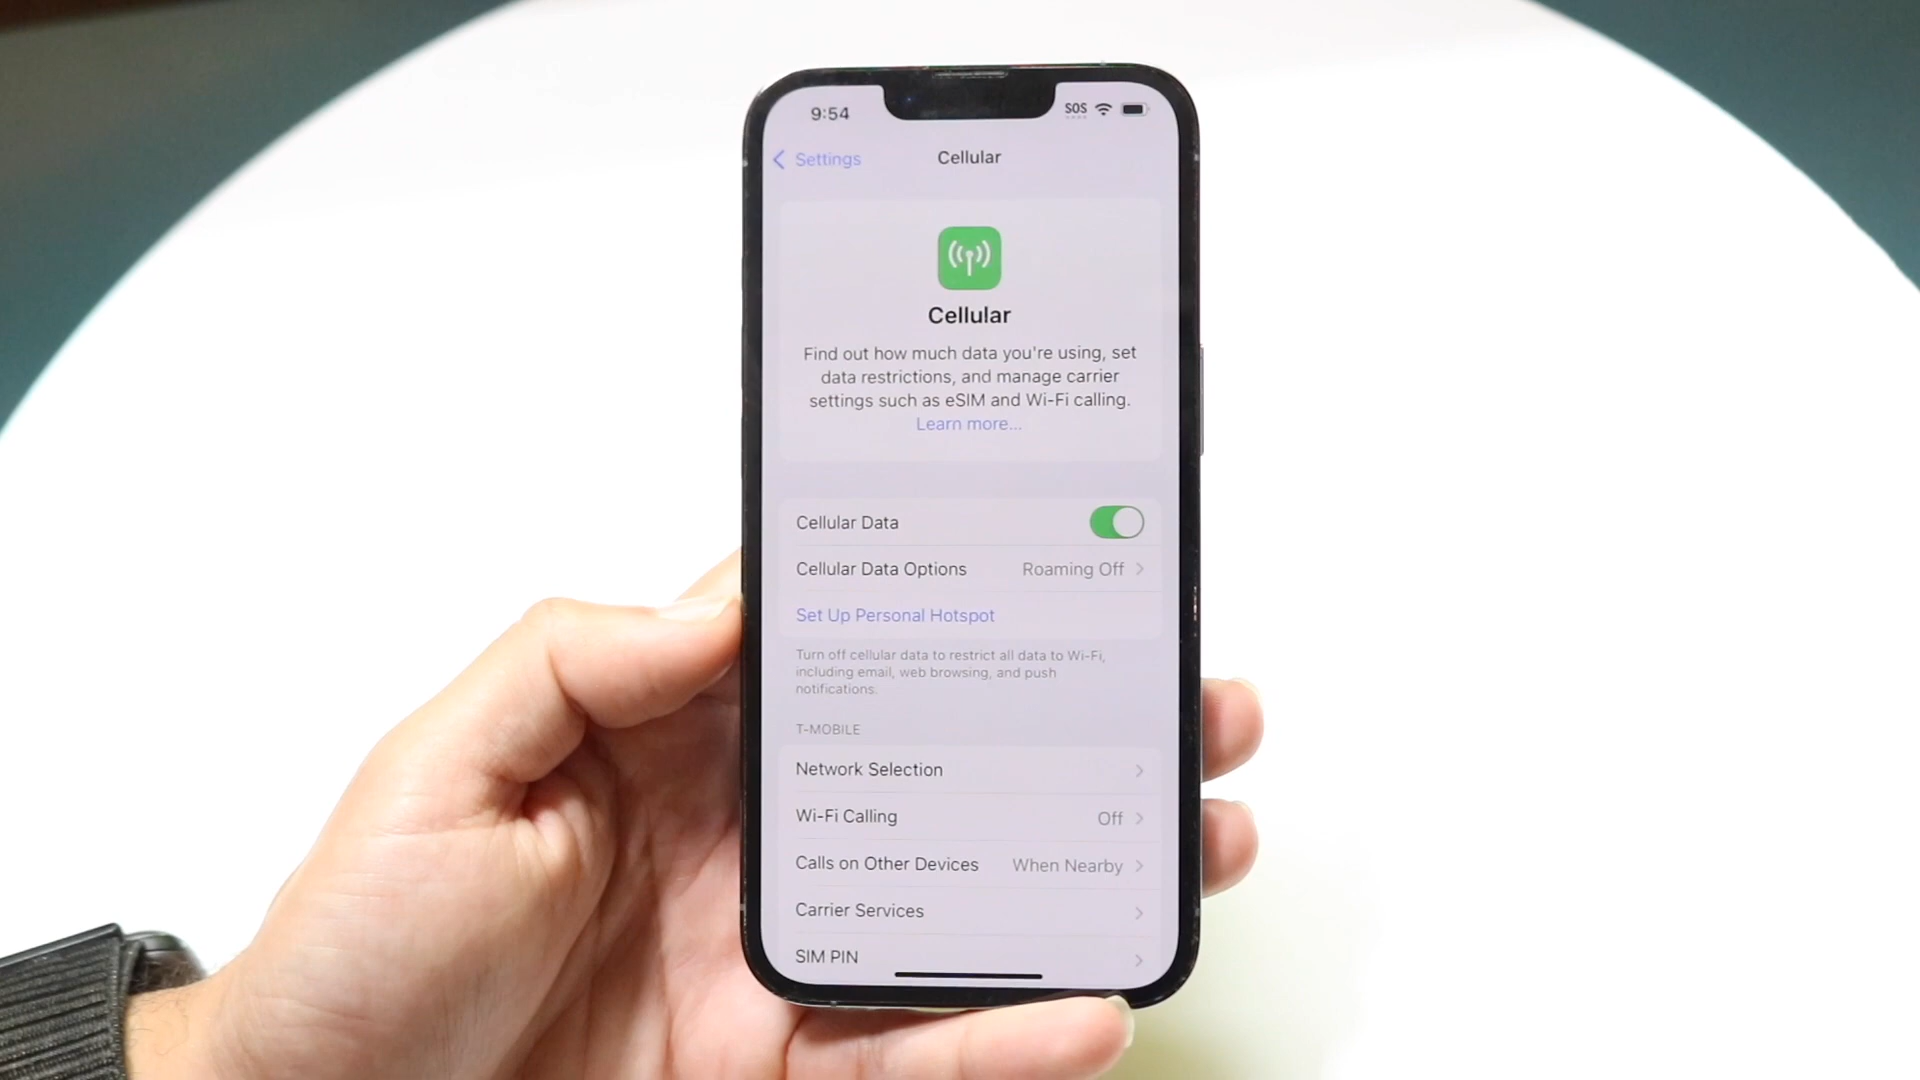 9:54 SOS
Settings Cellular
Cellular
Find out how much data you're using, set
data restrictions, and manage carrier
settings such as eSIM and Wi-Fi calling.
Learn more...
Cellular Data
Cellular Data Options Roaming Off
Set Up Personal Hotspot
Turn off cellular data to restrict all data to Wi-Fi,
including email, web browsing, and push
notifications.
T-MOBILE
Network Selection
Wi-Fi Calling Off
Calls on Other Devices When Nearby
Carrier Services
SIM PIN